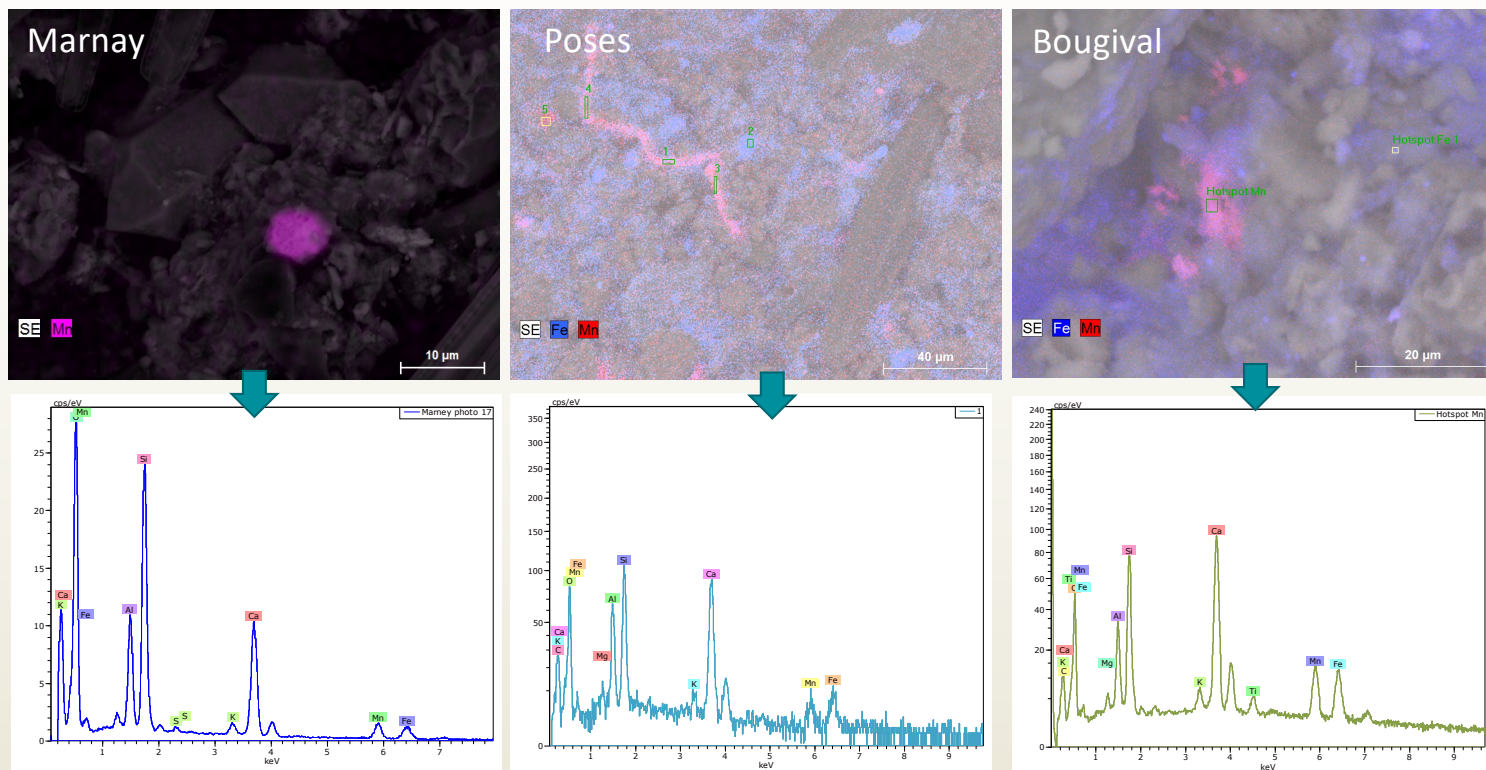 Marnay
SE Mn
10 µm
Poses
4
5
2
1
3
SE Fe Mn
40 µm
Bougival
Hotspot Fe 1
Hotspot Mn
SE Fe Mn
20 µm
cps/eV
Marney photo 17
Mn
Si
Ca
K
Fe
Al
Ca
S
S
K
Mn
Fe
25
20
15
10
5
0
1 2 3 4 5 6 7
keV
cps/eV
1
350
300
250
200
150
100
50
0
Fe
Mn
O
Si
Al
Ca
Ca
K
C
Mg
K
Mn
Fe
1 2 3 4 5 6 7 8 9
keV
cps/eV
Hotspot Mn
240
220
200
180
160
140
120
100
80
60
40
20
0
Ca
Si
Mn
Ti
Fe
Al
Ca
K
C
Mg
K
Ti
Mn
Fe
1 2 3 4 5 6 7 8 9
keV